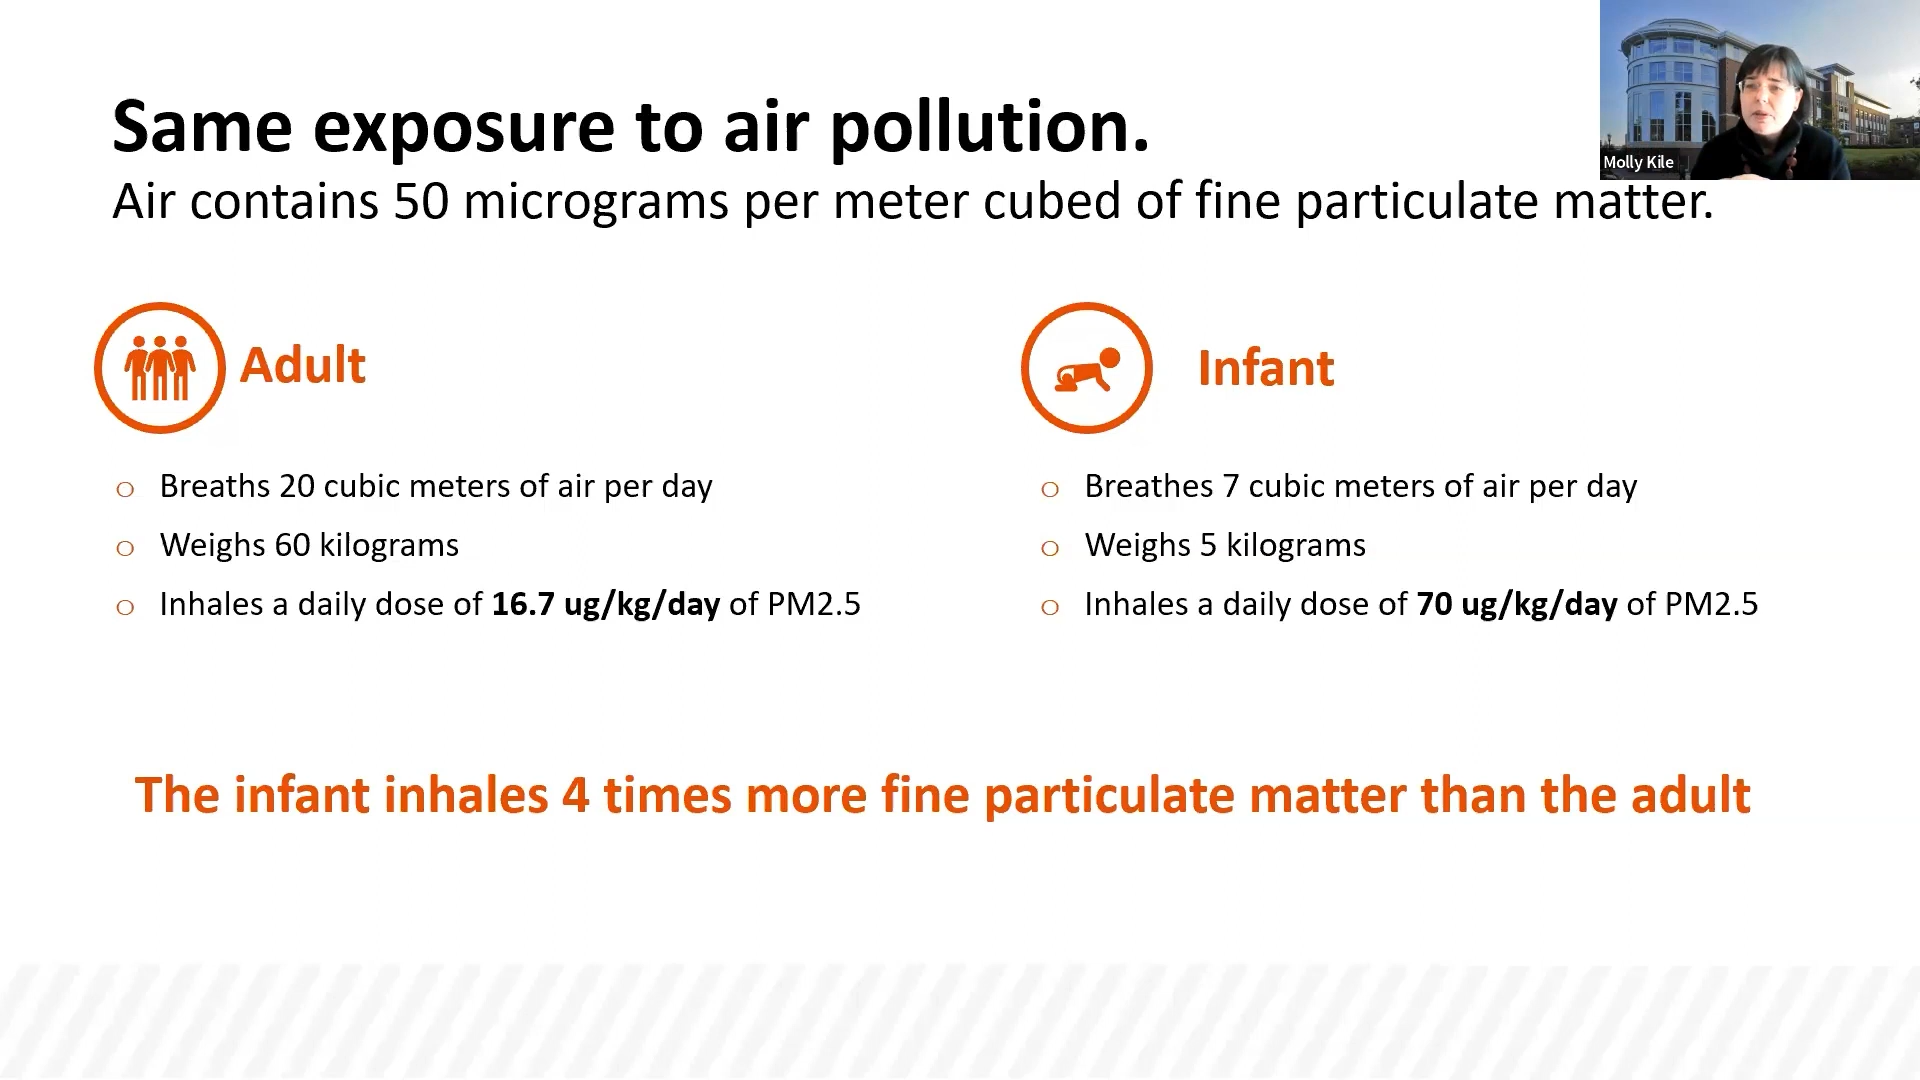 Same exposure to air pollution.
Air contains 50 micrograms per meter cubed of fine particulate matter.
Molly Kile
Adult
o Breaths 20 cubic meters of air per day
o Weighs 60 kilograms
o Inhales a daily dose of 16.7 ug/kg/day of PM2.5
Infant
o Breathes 7 cubic meters of air per day
o Weighs 5 kilograms
o Inhales a daily dose of 70 ug/kg/day of PM2.5
The infant inhales 4 times more fine particulate matter than the adult